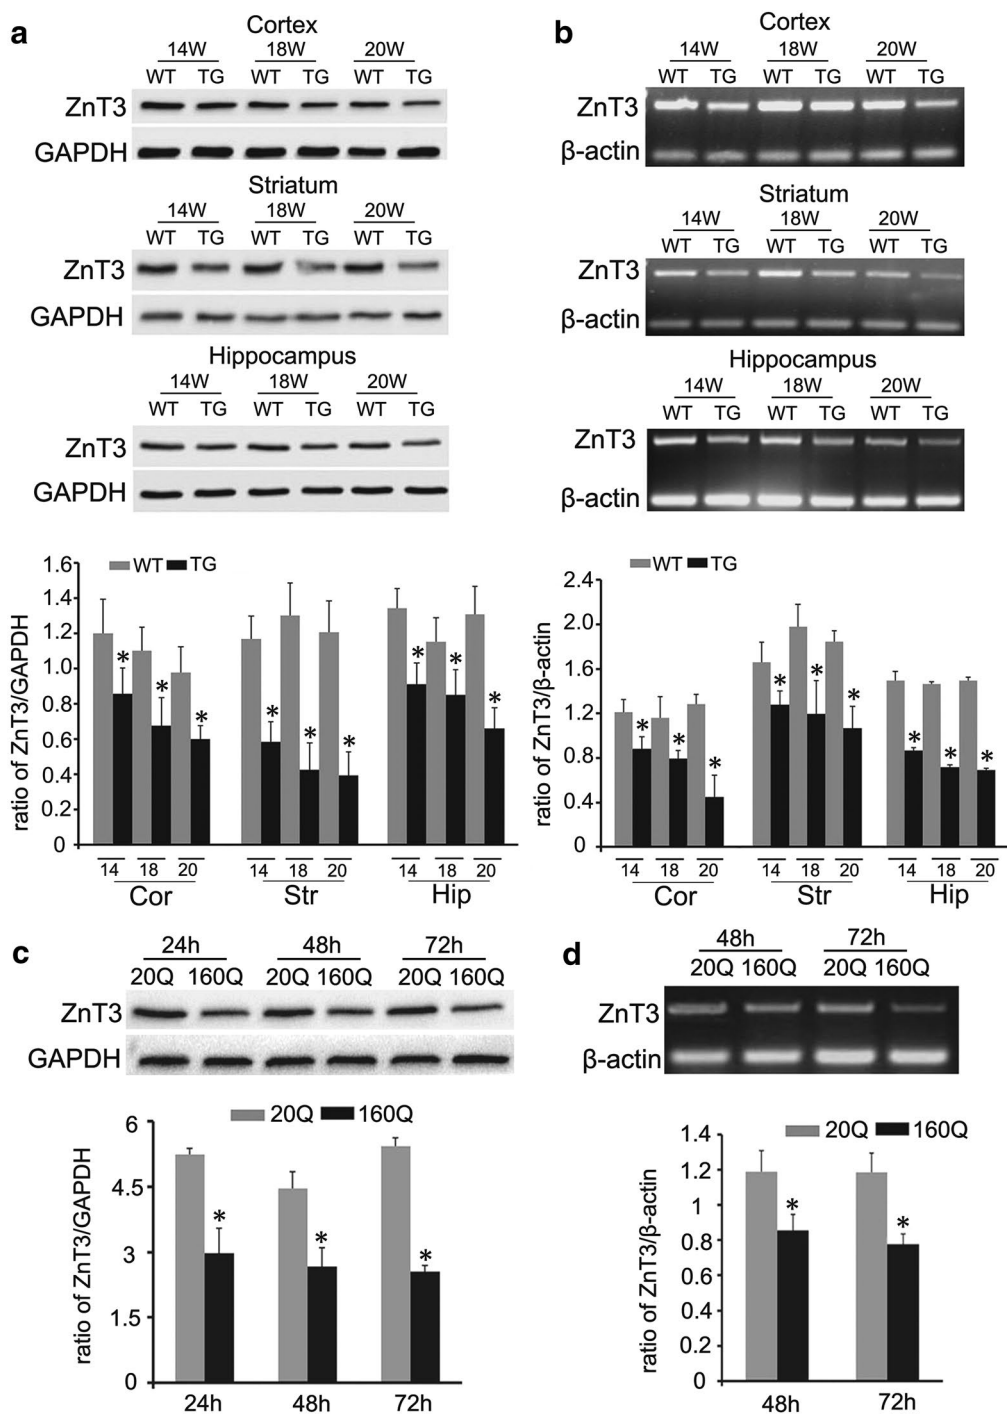 a
Cortex
14W 18W 20W
WT TG WT TG WT TG
ZnT3
GAPDH
Striatum
14W 18W 20W
WT TG WT TG WT TG
ZnT3
GAPDH
Hippocampus
14W 18W 20W
WT TG WT TG WT TG
ZnT3
GAPDH
WT TG
ratio of ZnT3/GAPDH
1.6
1.4
1.2
1.0
0.8
0.6
0.4
0.2
0
* * * * * * * * *
14 18 20 14 18 20 14 18 20
Cor Str Hip
b
Cortex
14W 18W 20W
WT TG WT TG WT TG
ZnT3
β-actin
Striatum
14W 18W 20W
WT TG WT TG WT TG
ZnT3
β-actin
Hippocampus
14W 18W 20W
WT TG WT TG WT TG
ZnT3
β-actin
WT TG
ratio of ZnT3/β-actin
2.4
2.0
1.6
1.2
0.8
0.4
0
* * * * * * * * *
14 18 20 14 18 20 14 18 20
Cor Str Hip
c
24h 48h 72h
20Q 160Q 20Q 160Q 20Q 160Q
ZnT3
GAPDH
20Q 160Q
ratio of ZnT3/GAPDH
6
4.5
3
1.5
0
* * *
24h 48h 72h
d
48h 72h
20Q 160Q 20Q 160Q
ZnT3
β-actin
20Q 160Q
ratio of ZnT3/β-actin
1.4
1.2
1
0.8
0.6
0.4
0.2
0
* *
48h 72h